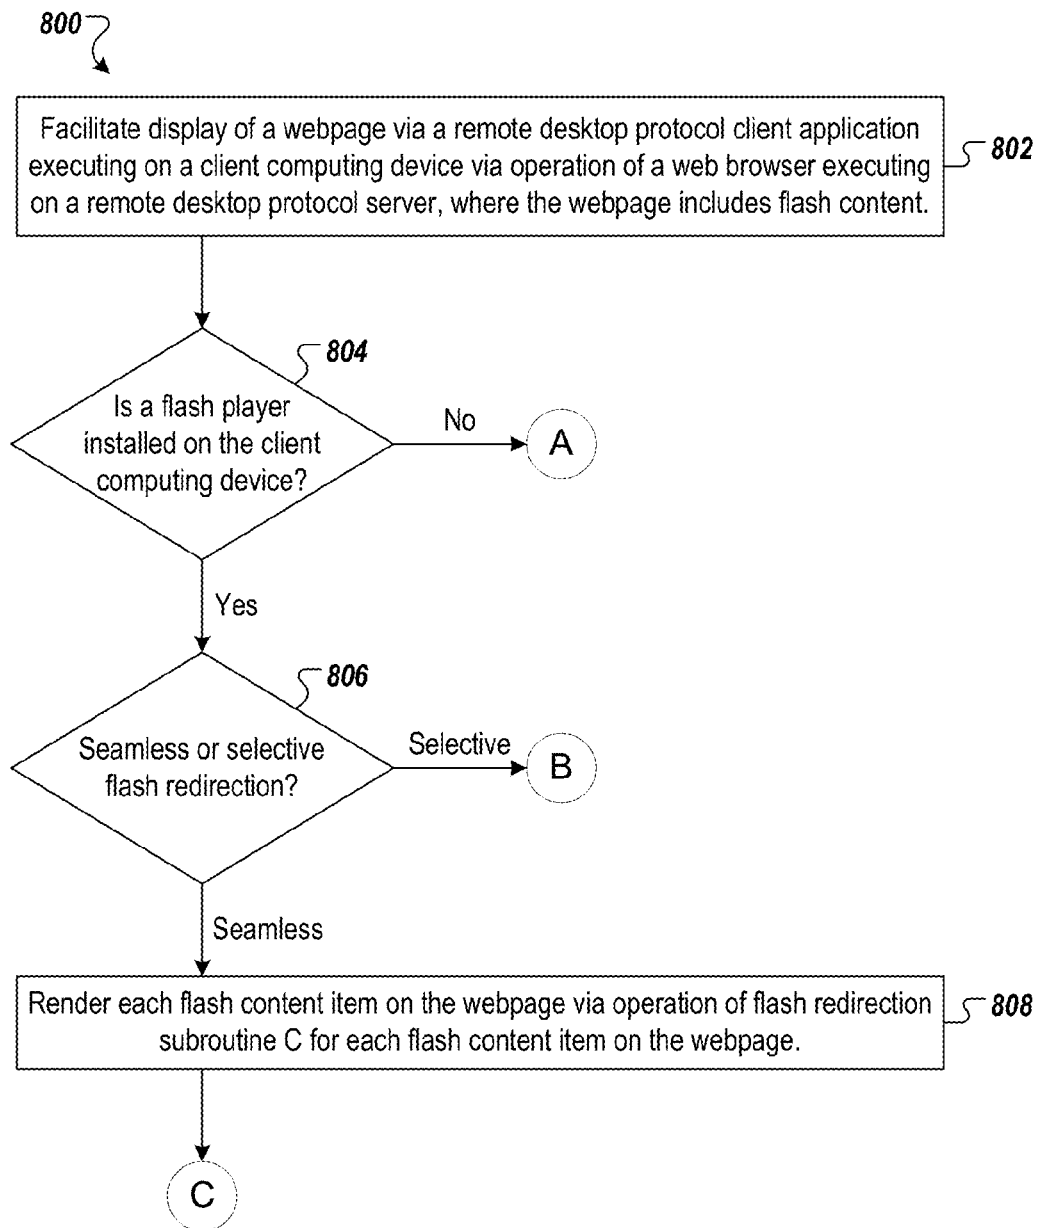 800
Facilitate display of a webpage via a remote desktop protocol client application
executing on a client computing device via operation of a web browser executing
on a remote desktop protocol server, where the webpage includes flash content.
802
804
Is a flash player
installed on the client
computing device?
No
A
Yes
806
Seamless or selective
flash redirection?
Selective
B
Seamless
Render each flash content item on the webpage via operation of flash redirection
subroutine C for each flash content item on the webpage.
808
C